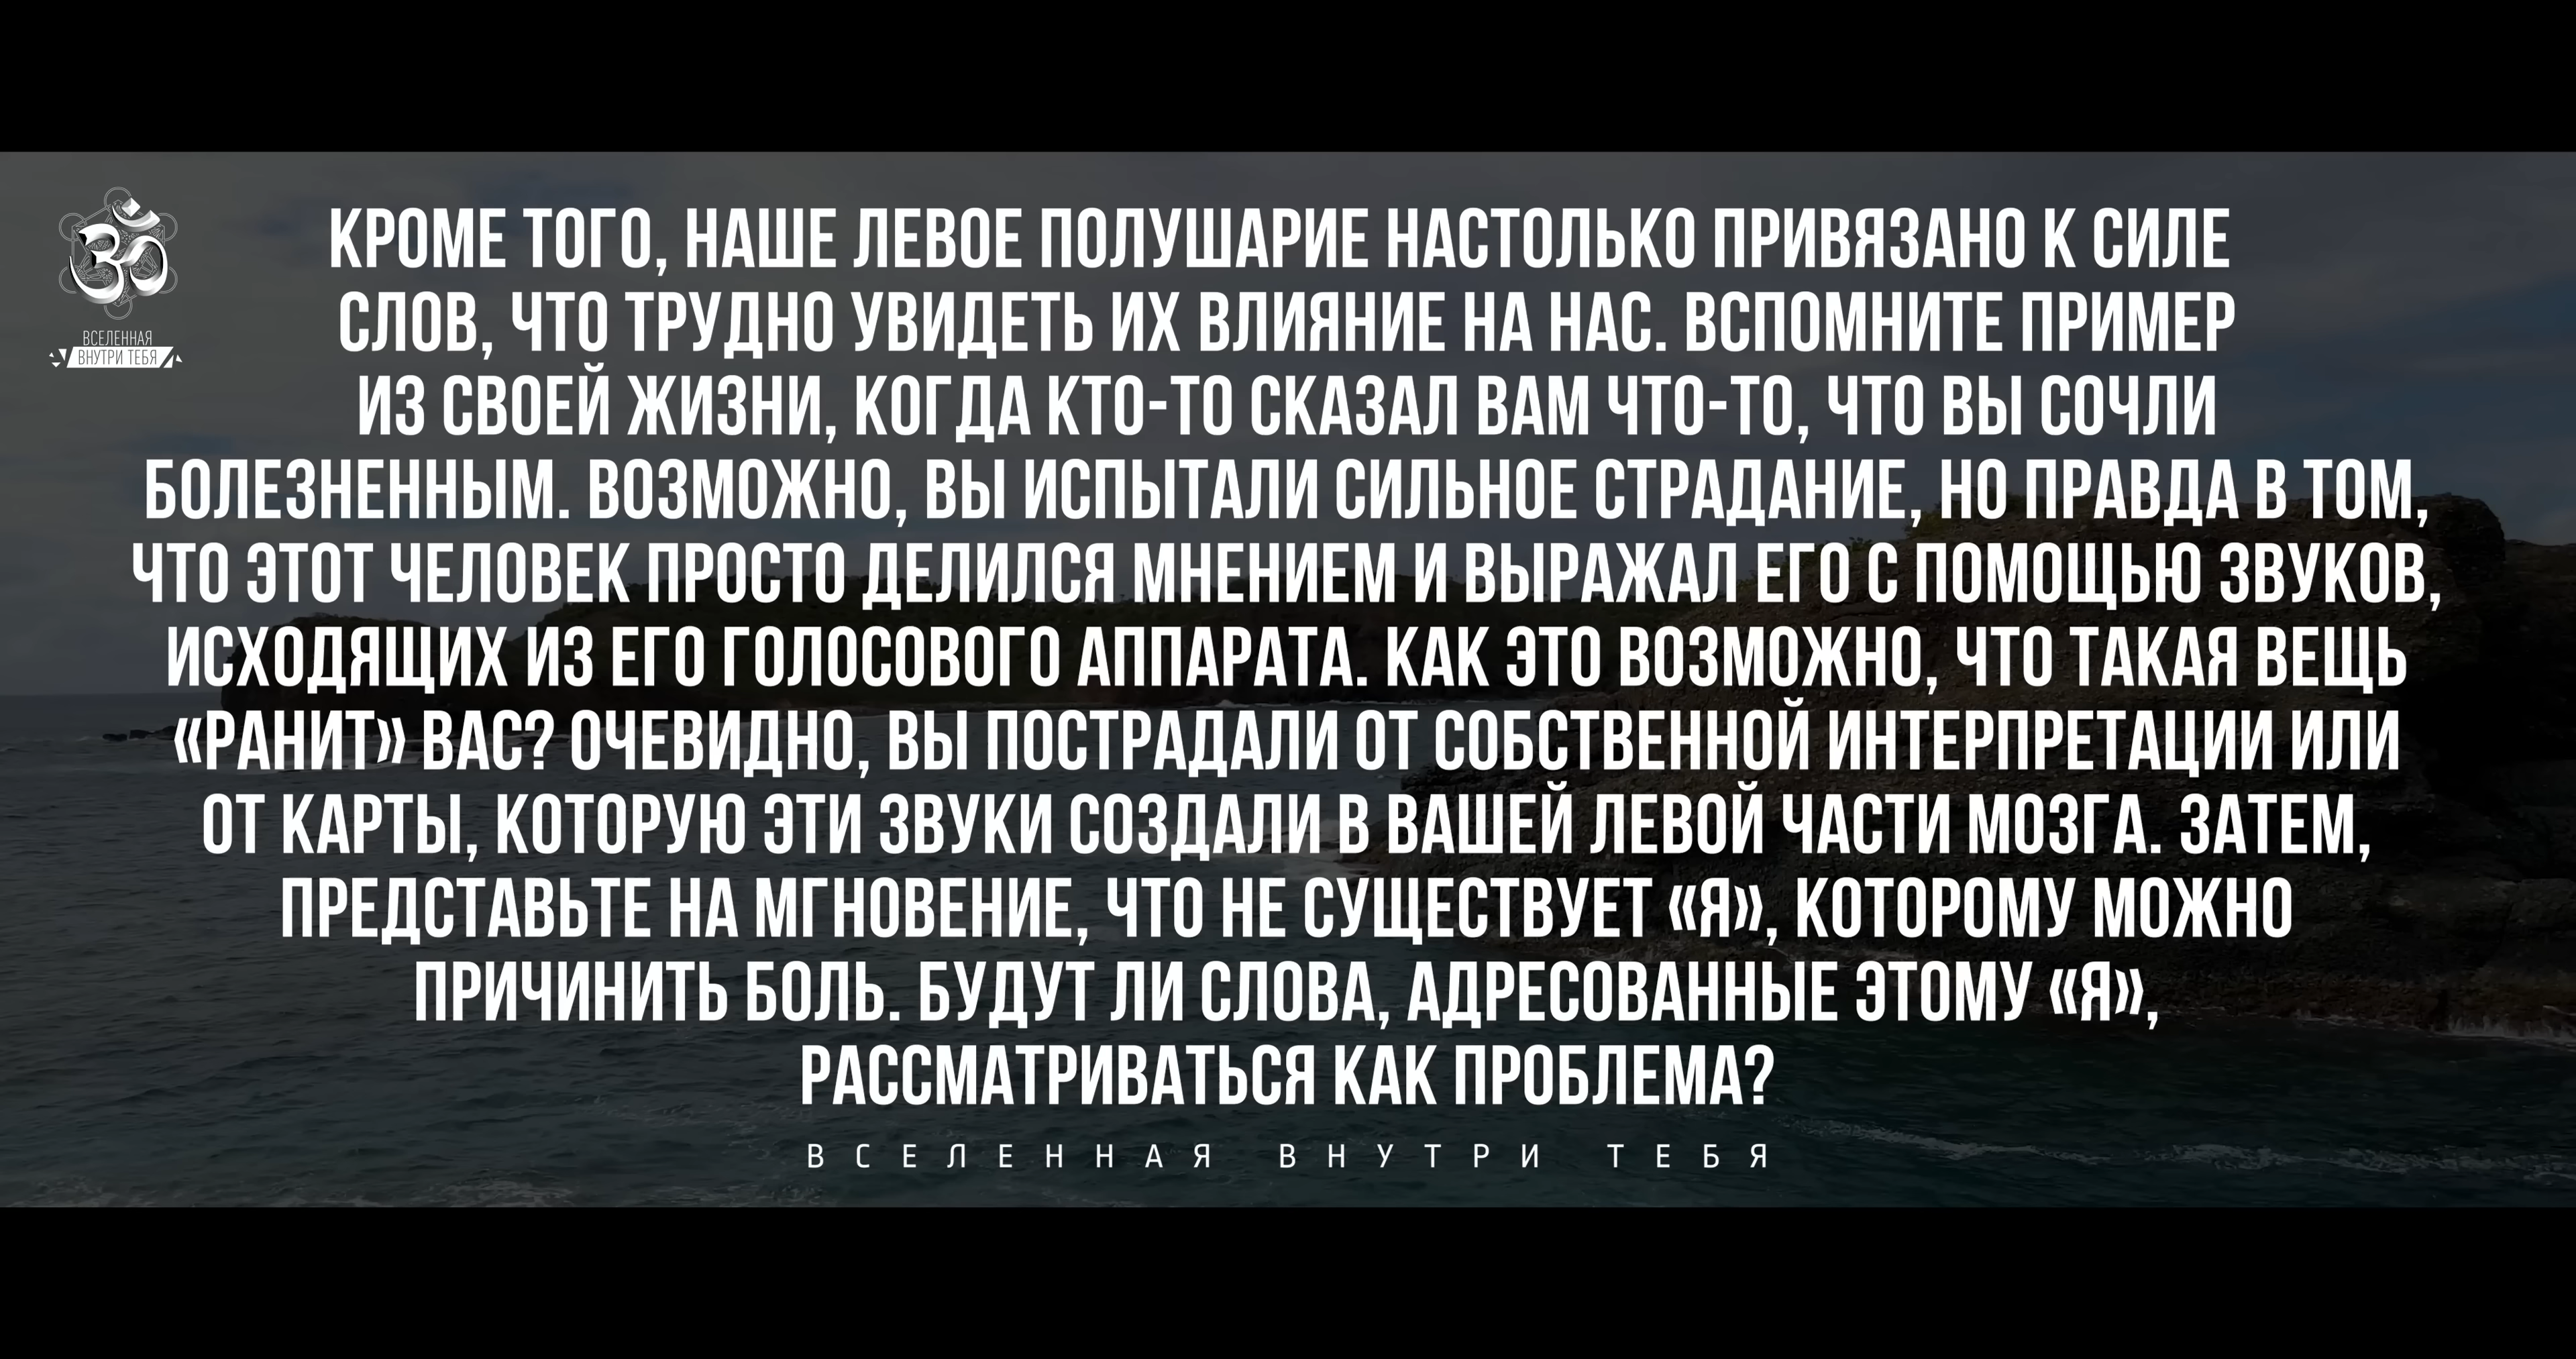 ВСЕЛЕННАЯ
ВНУТРИ ТЕБЯ
КРОМЕ ТОГО, НАШЕ ЛЕВОЕ ПОЛУШАРИЕ НАСТОЛЬКО ПРИВЯЗАНО К СИЛЕ
СЛОВ, ЧТО ТРУДНО УВИДЕТЬ ИХ ВЛИЯНИЕ НА НАС. ВСПОМНИТЕ ПРИМЕР
ИЗ СВОЕЙ ЖИЗНИ, КОГДА КТО-ТО СКАЗАЛ ВАМ ЧТО-ТО, ЧТО ВЫ СОЧЛИ
БОЛЕЗНЕННЫМ. ВОЗМОЖНО, ВЫ ИСПЫТАЛИ СИЛЬНОЕ СТРАДАНИЕ, НО ПРАВДА В ТОМ,
ЧТО ЭТОТ ЧЕЛОВЕК ПРОСТО ДЕЛИЛСЯ МНЕНИЕМ И ВЫРАЖАЛ ЕГО С ПОМОЩЬЮ ЗВУКОВ,
ИСХОДЯЩИХ ИЗ ЕГО ГОЛОСОВОГО АППАРАТА. КАК ЭТО ВОЗМОЖНО, ЧТО ТАКАЯ ВЕЩЬ
«РАНИТ» ВАС? ОЧЕВИДНО, ВЫ ПОСТРАДАЛИ ОТ СОБСТВЕННОЙ ИНТЕРПРЕТАЦИИ ИЛИ
ОТ КАРТЫ, КОТОРУЮ ЭТИ ЗВУКИ СОЗДАЛИ В ВАШЕЙ ЛЕВОЙ ЧАСТИ МОЗГА. ЗАТЕМ,
ПРЕДСТАВЬТЕ НА МГНОВЕНИЕ, ЧТО НЕ СУЩЕСТВУЕТ «Я», КОТОРОМУ МОЖНО
ПРИЧИНИТЬ БОЛЬ. БУДУТ ЛИ СЛОВА, АДРЕСОВАННЫЕ ЭТОМУ «Я»,
РАССМАТРИВАТЬСЯ КАК ПРОБЛЕМА?
ВСЕЛЕННАЯ ВНУТРИ ТЕБЯ